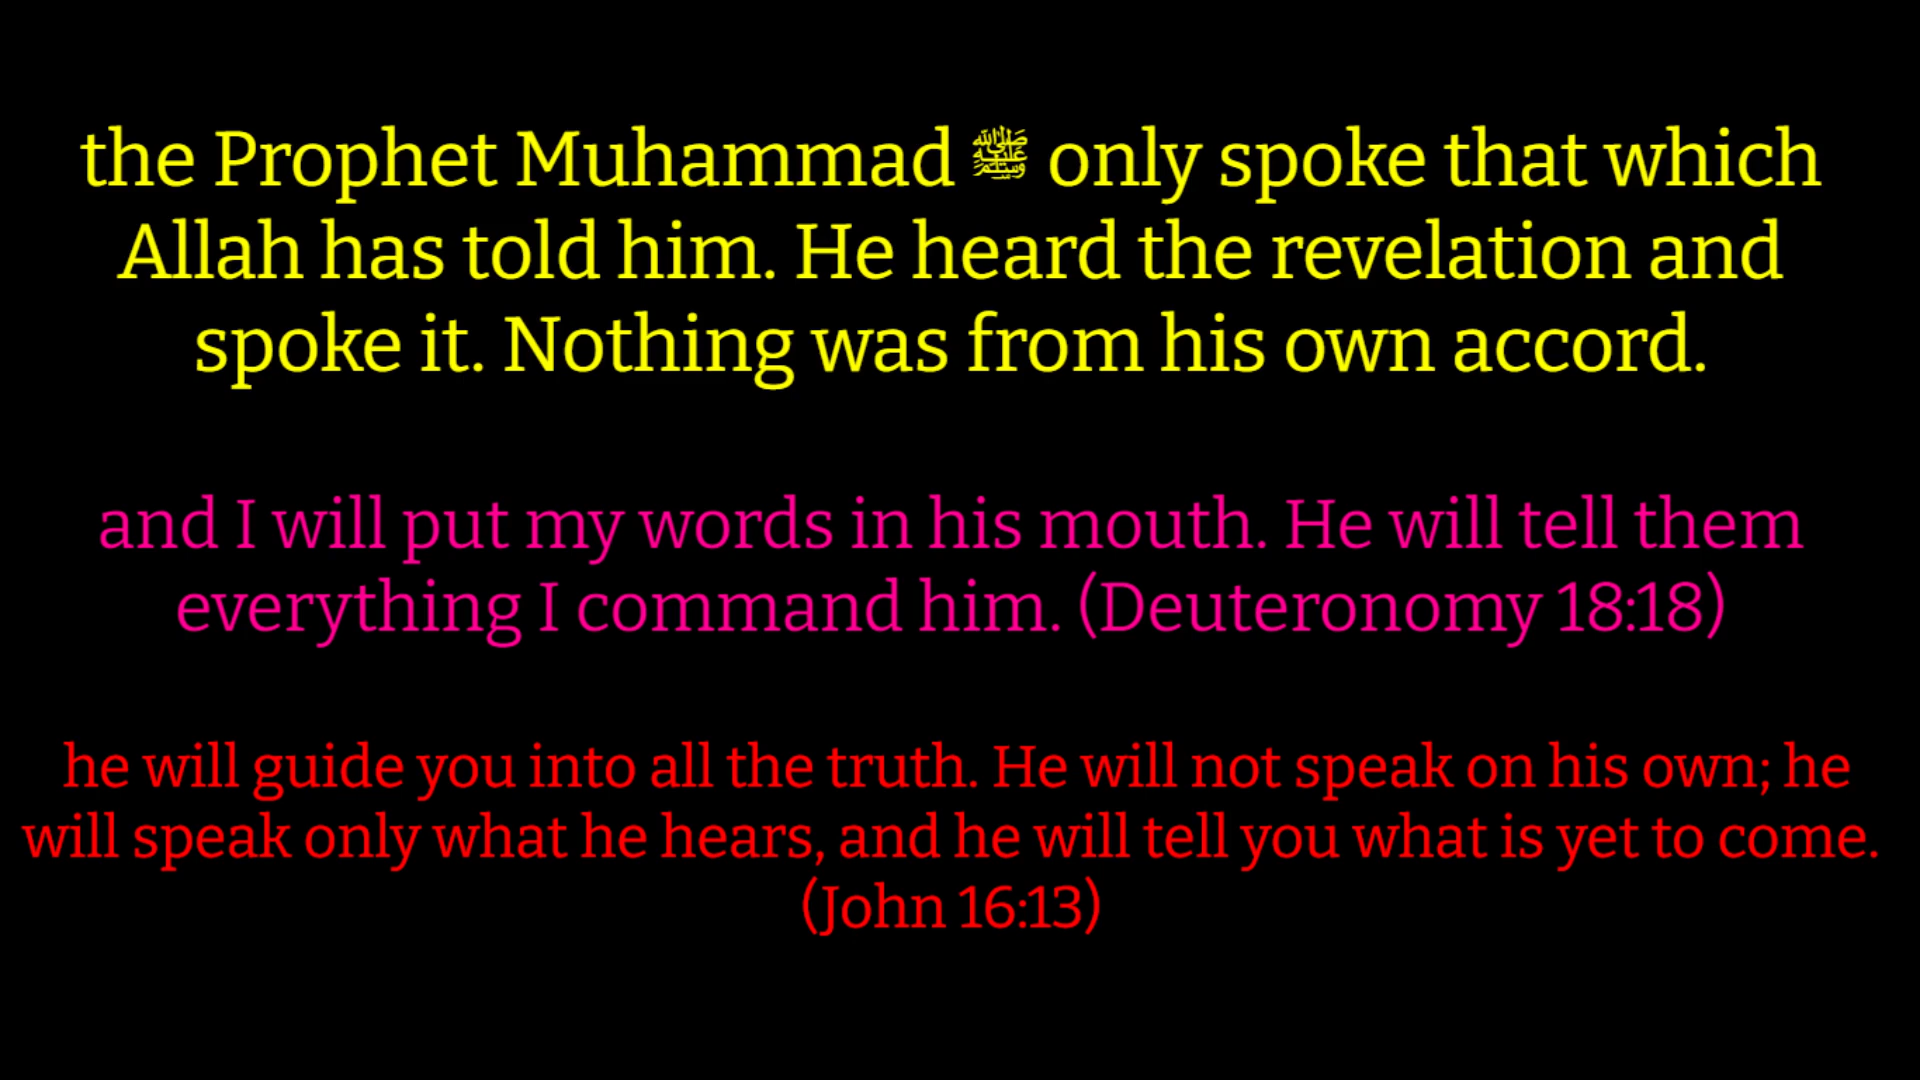 the Prophet Muhammad ﷺ only spoke that which
Allah has told him. He heard the revelation and
spoke it. Nothing was from his own accord.
and I will put my words in his mouth. He will tell them
everything I command him. (Deuteronomy 18:18)
he will guide you into all the truth. He will not speak on his own; he
will speak only what he hears, and he will tell you what is yet to come.
(John 16:13)